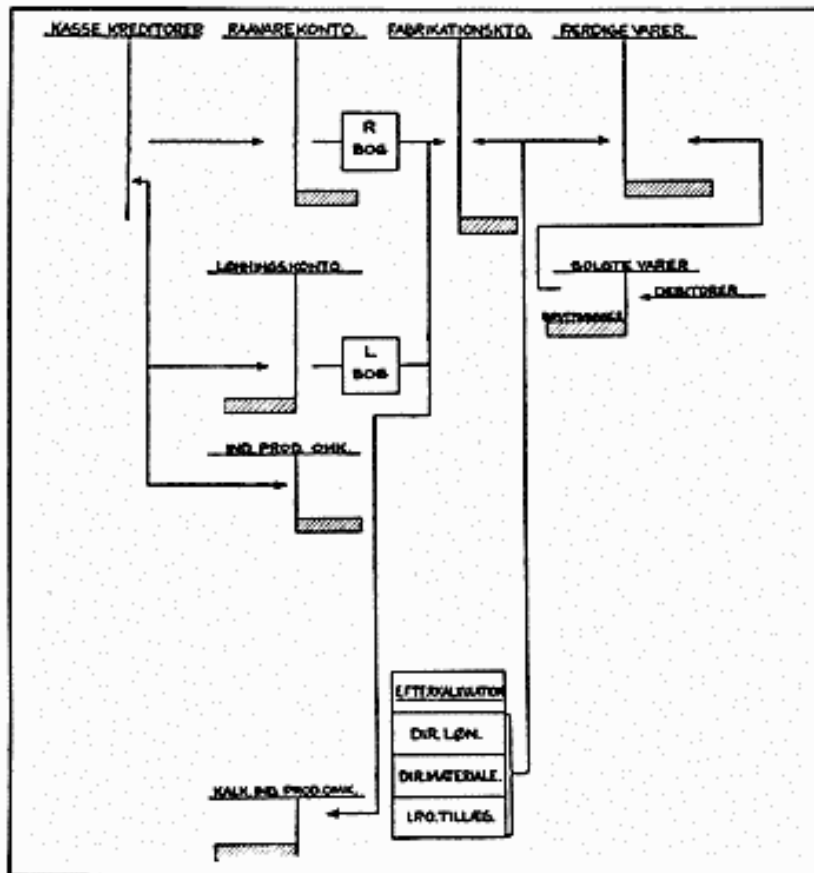 KASSE KREDITORER
RAAVAREKONTO.
FABRIKATIONSKTO.
FÆRDIGE VARER.
R
BOG
LØNNINGSKONTO.
SOLGTE VARER
DEBITORER
L
BOG
IND. PROD. OMK.
EFTERKALKULATION
DIR. LØN.
DIR. MATERIALE.
I.P.O. TILLÆG.
KALK. IND. PROD. OMK.